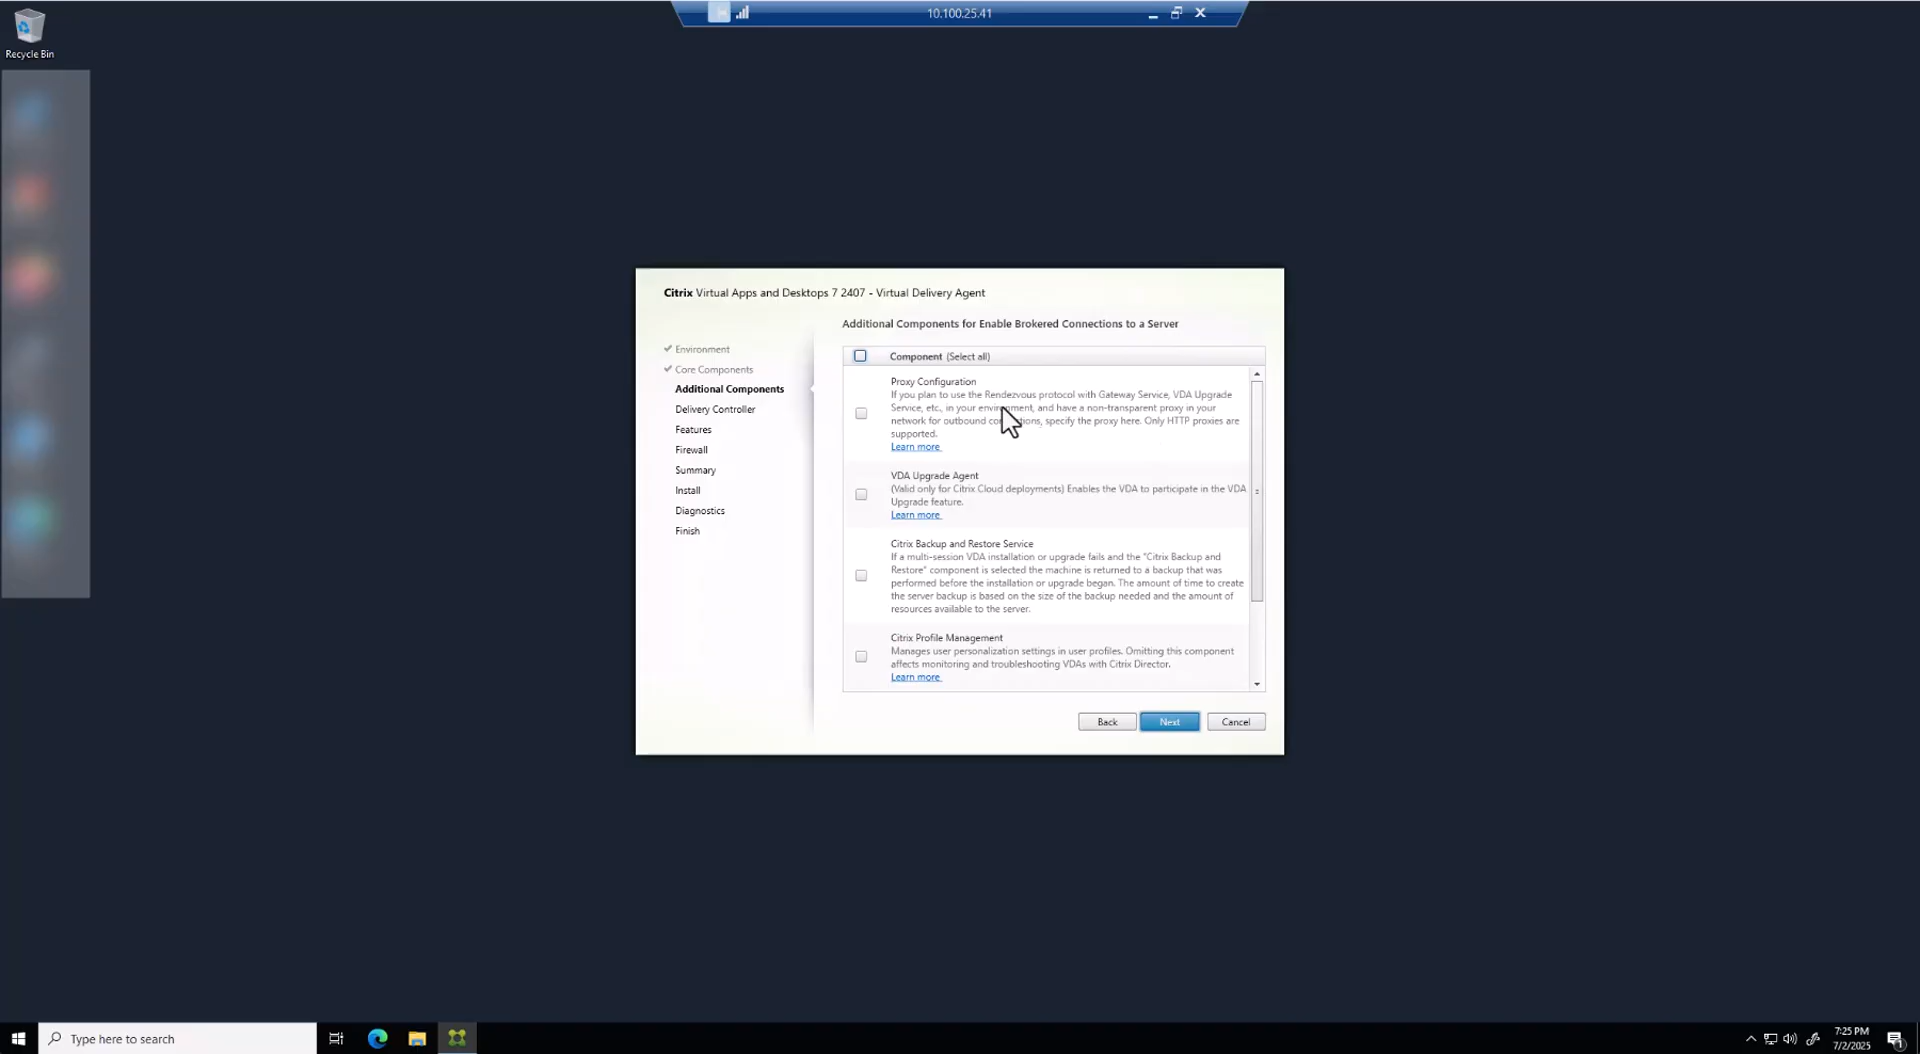 10.100.25.41
Recycle Bin
Citrix Virtual Apps and Desktops 7 2407 - Virtual Delivery Agent
Environment
Core Components
Additional Components
Delivery Controller
Features
Firewall
Summary
Install
Diagnostics
Finish
Additional Components for Enable Brokered Connections to a Server
Component (Select all)
Proxy Configuration
If you plan to use the Rendezvous protocol with Gateway Service, VDA Upgrade
Service, etc., in your environment, and have a non-transparent proxy in your
network for outbound connections, specify the proxy here. Only HTTP proxies are
supported.
Learn more
VDA Upgrade Agent
(Valid only for Citrix Cloud deployments) Enables the VDA to participate in the VDA
Upgrade feature.
Learn more
Citrix Backup and Restore Service
If a multi-session VDA installation or upgrade fails and the "Citrix Backup and
Restore" component is selected the machine is returned to a backup that was
performed before the installation or upgrade began. The amount of time to create
the server backup is based on the size of the backup needed and the amount of
resources available to the server.
Citrix Profile Management
Manages user personalization settings in user profiles. Omitting this component
affects monitoring and troubleshooting VDAs with Citrix Director.
Learn more
Back
Next
Cancel
Type here to search
7:25 PM
7/2/2025